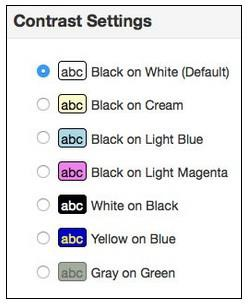 Contrast Settings
abc Black on White (Default)
abc Black on Cream
abc Black on Light Blue
abc Black on Light Magenta
abc White on Black
abc Yellow on Blue
abc Gray on Green